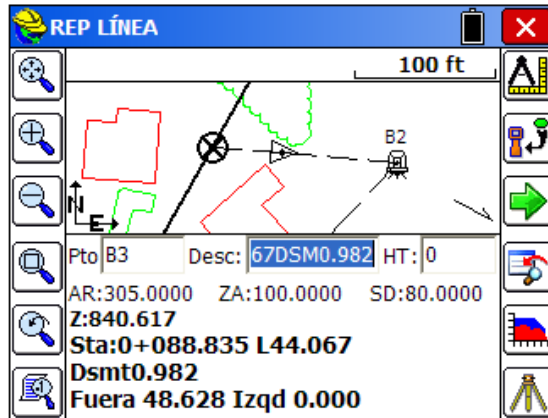 REP LÍNEA
100 ft
B2
N
E
Pto B3 Desc: 67DSM0.982 HT: 0
AR:305.0000 ZA:100.0000 SD:80.0000
Z:840.617
Sta:0+088.835 L44.067
Dsmt0.982
Fuera 48.628 Izqd 0.000